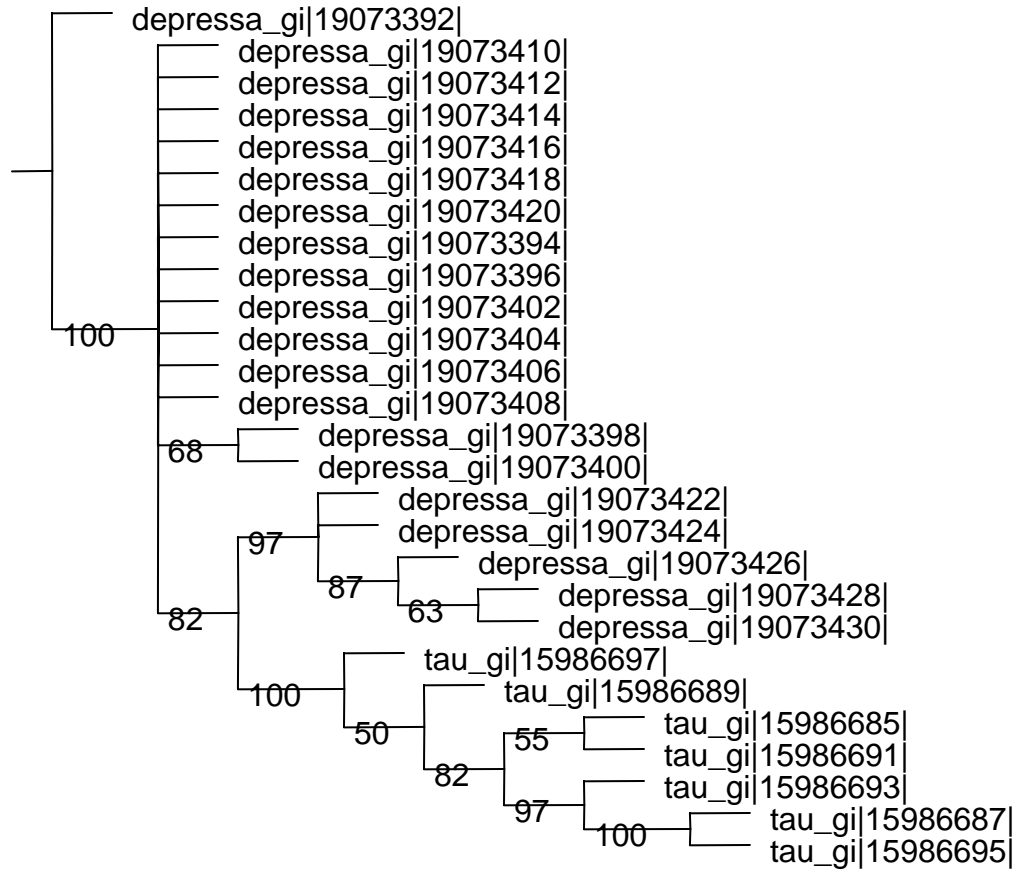 depressa_gi|19073392|
depressa_gi|19073410|
depressa_gi|19073412|
depressa_gi|19073414|
depressa_gi|19073416|
depressa_gi|19073418|
depressa_gi|19073420|
depressa_gi|19073394|
depressa_gi|19073396|
depressa_gi|19073402|
100
depressa_gi|19073404|
depressa_gi|19073406|
depressa_gi|19073408|
depressa_gi|19073398|
68
depressa_gi|19073400|
depressa_gi|19073422|
depressa_gi|19073424|
97
depressa_gi|19073426|
87
depressa_gi|19073428|
63
82
depressa_gi|19073430|
tau_gi|15986697|
100
tau_gi|15986689|
50
tau_gi|15986685|
55
tau_gi|15986691|
82
tau_gi|15986693|
97
tau_gi|15986687|
100
tau_gi|15986695|